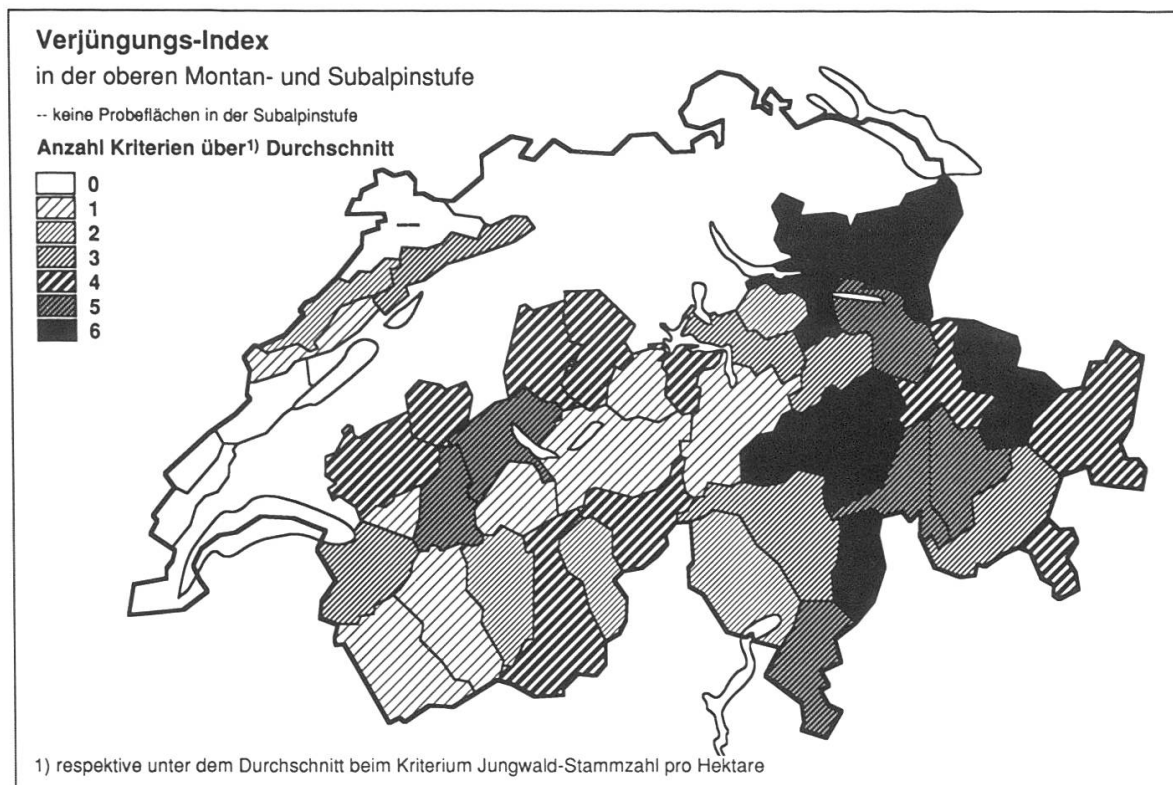 Verjüngungs-Index
in der oberen Montan- und Subalpinstufe
-- keine Probeflächen in der Subalpinstufe
Anzahl Kriterien über¹⁾ Durchschnitt
0
1
2
3
4
5
6
--
1) respektive unter dem Durchschnitt beim Kriterium Jungwald-Stammzahl pro Hektare